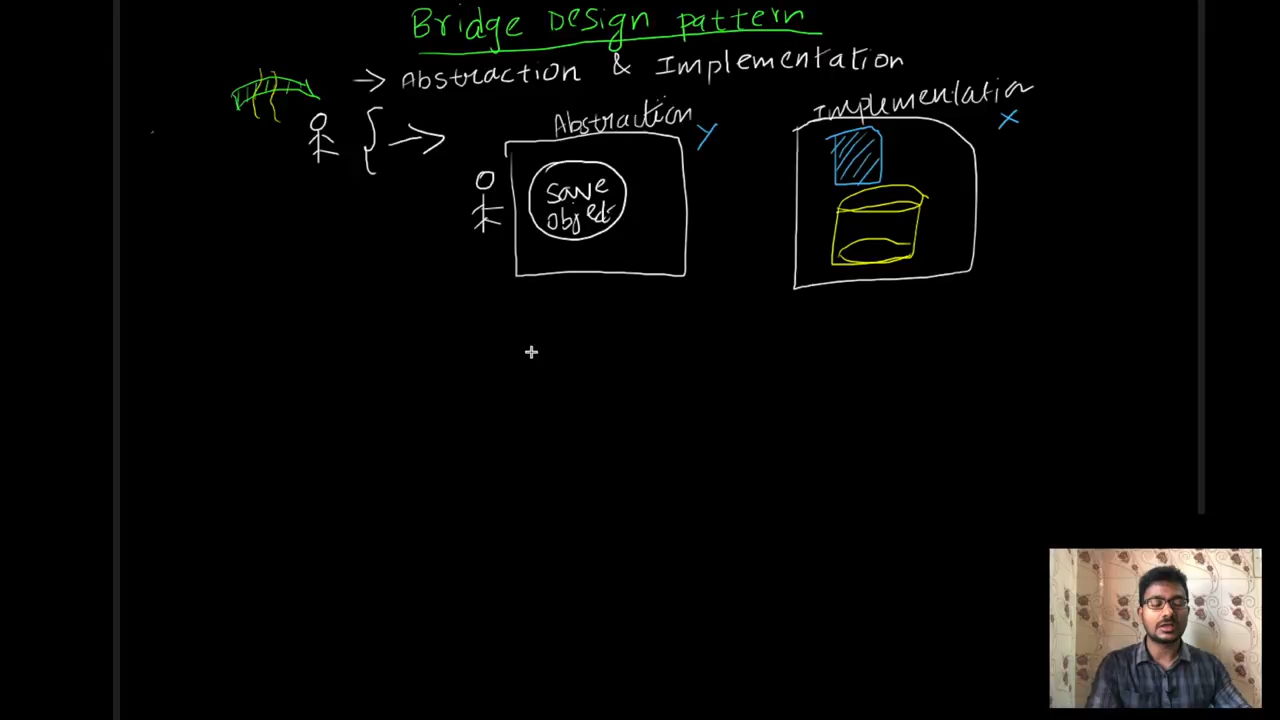 Bridge Design pattern
→ Abstraction & Implementation
Abstraction Y
Implementation X
save
object